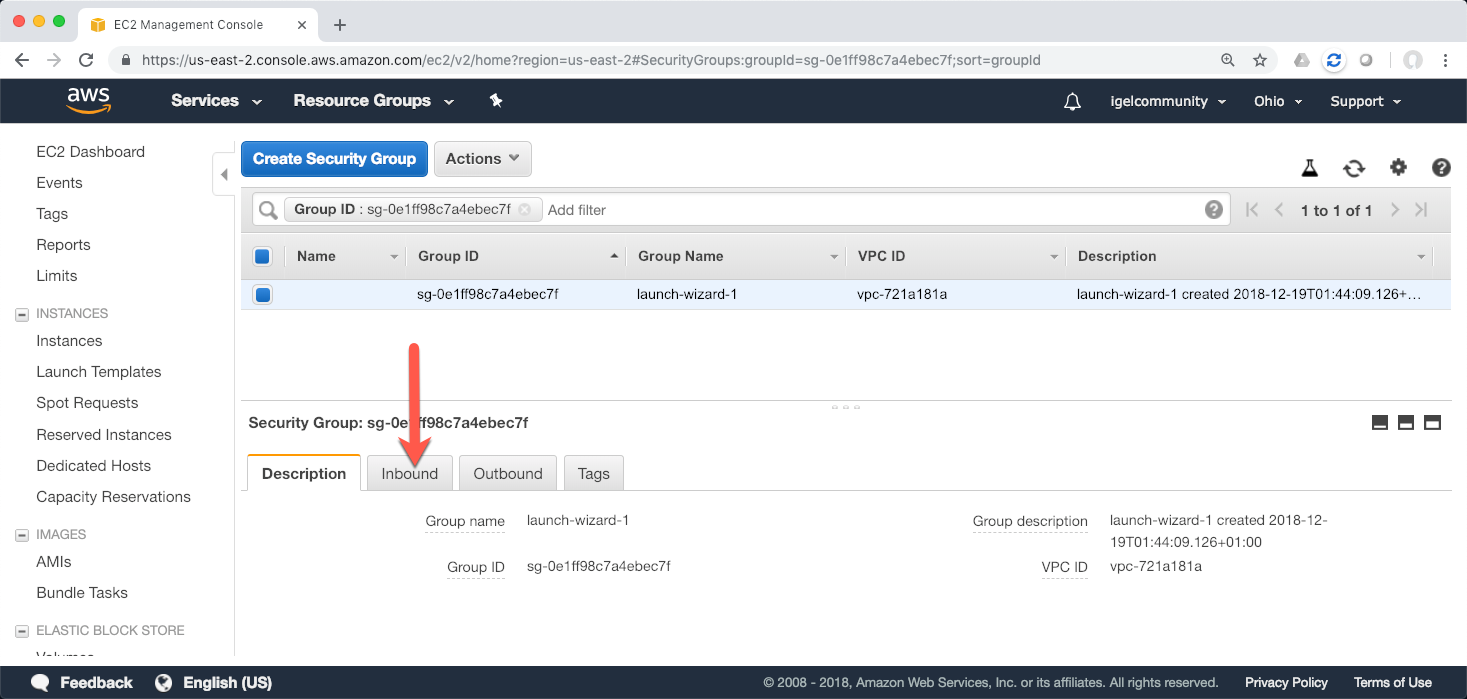 EC2 Management Console
https://us-east-2.console.aws.amazon.com/ec2/v2/home?region=us-east-2#SecurityGroups:groupId=sg-0e1ff98c7a4ebec7f;sort=groupId
aws Services Resource Groups igelcommunity Ohio Support
EC2 Dashboard
Events
Tags
Reports
Limits
INSTANCES
Instances
Launch Templates
Spot Requests
Reserved Instances
Dedicated Hosts
Capacity Reservations
IMAGES
AMIs
Bundle Tasks
ELASTIC BLOCK STORE
Volumes
Create Security Group Actions
Group ID : sg-0e1ff98c7a4ebec7f Add filter 1 to 1 of 1
Name Group ID Group Name VPC ID Description
sg-0e1ff98c7a4ebec7f launch-wizard-1 vpc-721a181a launch-wizard-1 created 2018-12-19T01:44:09.126+...
Security Group: sg-0e1ff98c7a4ebec7f
Description Inbound Outbound Tags
Group name launch-wizard-1 Group description launch-wizard-1 created 2018-12-
19T01:44:09.126+01:00
Group ID sg-0e1ff98c7a4ebec7f VPC ID vpc-721a181a
Feedback English (US) © 2008 - 2018, Amazon Web Services, Inc. or its affiliates. All rights reserved. Privacy Policy Terms of Use